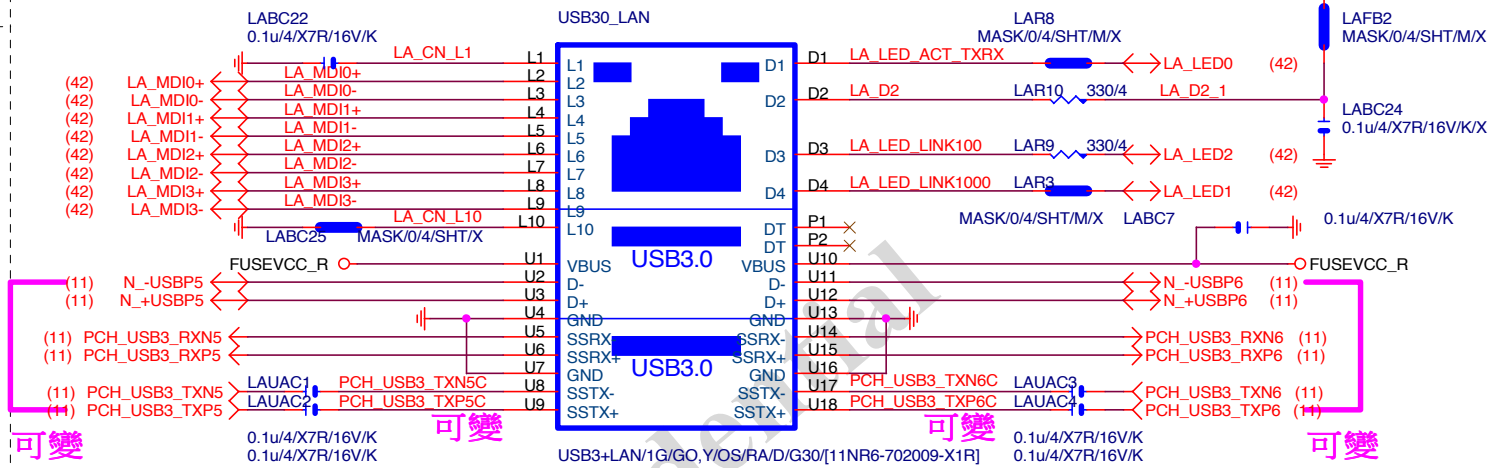 LABC22
0.1u/4/X7R/16V/K
USB30_LAN
LAR8
MASK/0/4/SHT/M/X
LAFB2
MASK/0/4/SHT/M/X
LA_CN_L1 L1 L1 D1 D1 LA_LED_ACT_TXRX LA_LED0 (42)
(42) LA_MDI0+ LA_MDI0+ L2 L2
(42) LA_MDI0- LA_MDI0- L3 L3 D2 D2 LA_D2 LAR10 330/4 LA_D2_1
(42) LA_MDI1+ LA_MDI1+ L4 L4
LABC24
0.1u/4/X7R/16V/K/X
(42) LA_MDI1- LA_MDI1- L5 L5
(42) LA_MDI2+ LA_MDI2+ L6 L6 D3 D3 LA_LED_LINK100 LAR9 330/4 LA_LED2 (42)
(42) LA_MDI2- LA_MDI2- L7 L7
(42) LA_MDI3+ LA_MDI3+ L8 L8 D4 D4 LA_LED_LINK1000 LAR3 LA_LED1 (42)
(42) LA_MDI3- LA_MDI3- L9 L9
LA_CN_L10 L10 L10 DT P1 MASK/0/4/SHT/M/X LABC7 0.1u/4/X7R/16V/K
LABC25 MASK/0/4/SHT/X DT P2
FUSEVCC_R U1 VBUS USB3.0 VBUS U10 FUSEVCC_R
(11) N_-USBP5 U2 D- D- U11 N_-USBP6 (11)
(11) N_+USBP5 U3 D+ D+ U12 N_+USBP6 (11)
U4 GND GND U13
(11) PCH_USB3_RXN5 U5 SSRX- SSRX- U14 PCH_USB3_RXN6 (11)
(11) PCH_USB3_RXP5 U6 SSRX+ SSRX+ U15 PCH_USB3_RXP6 (11)
U7 GND USB3.0 GND U16
(11) PCH_USB3_TXN5 LAUAC1 PCH_USB3_TXN5C U8 SSTX- SSTX- U17 PCH_USB3_TXN6C LAUAC3 PCH_USB3_TXN6 (11)
(11) PCH_USB3_TXP5 LAUAC2 PCH_USB3_TXP5C U9 SSTX+ SSTX+ U18 PCH_USB3_TXP6C LAUAC4 PCH_USB3_TXP6 (11)
可變 可變 可變 可變
0.1u/4/X7R/16V/K 0.1u/4/X7R/16V/K
0.1u/4/X7R/16V/K 0.1u/4/X7R/16V/K
USB3+LAN/1G/GO,Y/OS/RA/D/G30/[11NR6-702009-X1R]